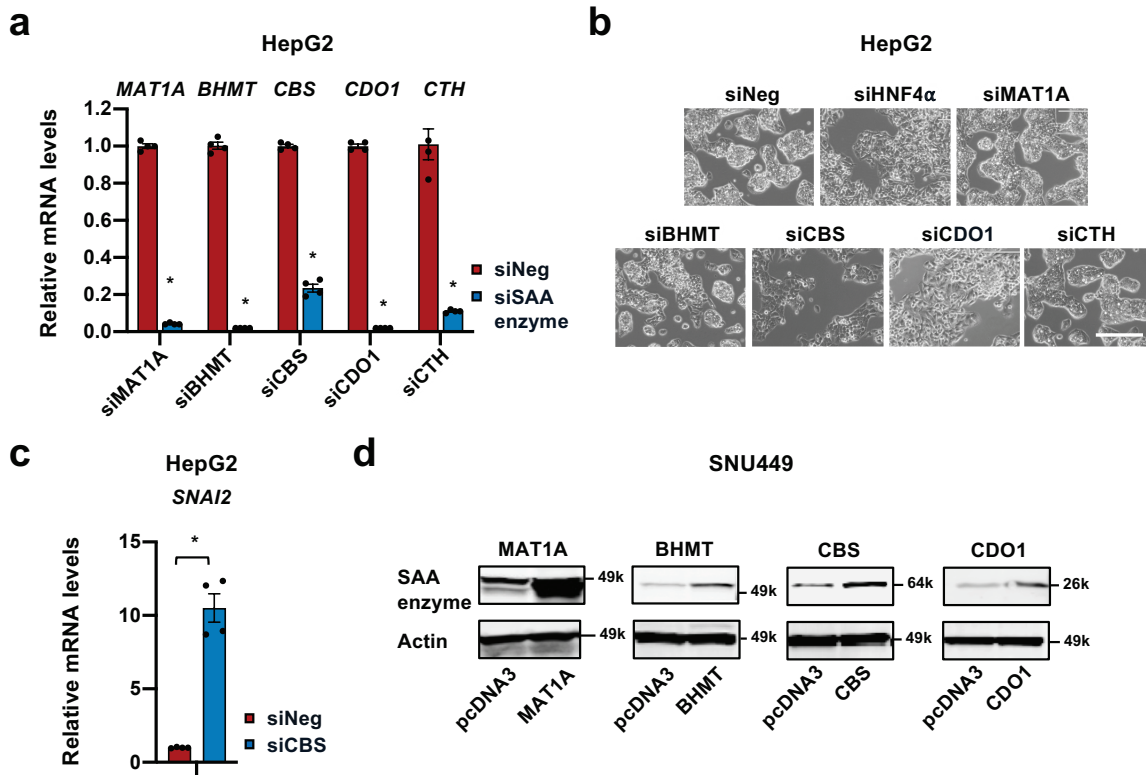 a
HepG2
MAT1A BHMT CBS CDO1 CTH
Relative mRNA levels
1.2
1.0
0.8
0.6
0.4
0.2
0.0
* * * * *
siNeg
siSAA
enzyme
siMAT1A siBHMT siCBS siCDO1 siCTH
b
HepG2
siNeg siHNF4α siMAT1A
siBHMT siCBS siCDO1 siCTH
c
HepG2
SNAI2
Relative mRNA levels
15
10
5
0
*
siNeg
siCBS
d
SNU449
MAT1A BHMT CBS CDO1
SAA
enzyme
49k 49k 64k 26k
Actin
49k 49k 49k 49k
pcDNA3 MAT1A pcDNA3 BHMT pcDNA3 CBS pcDNA3 CDO1